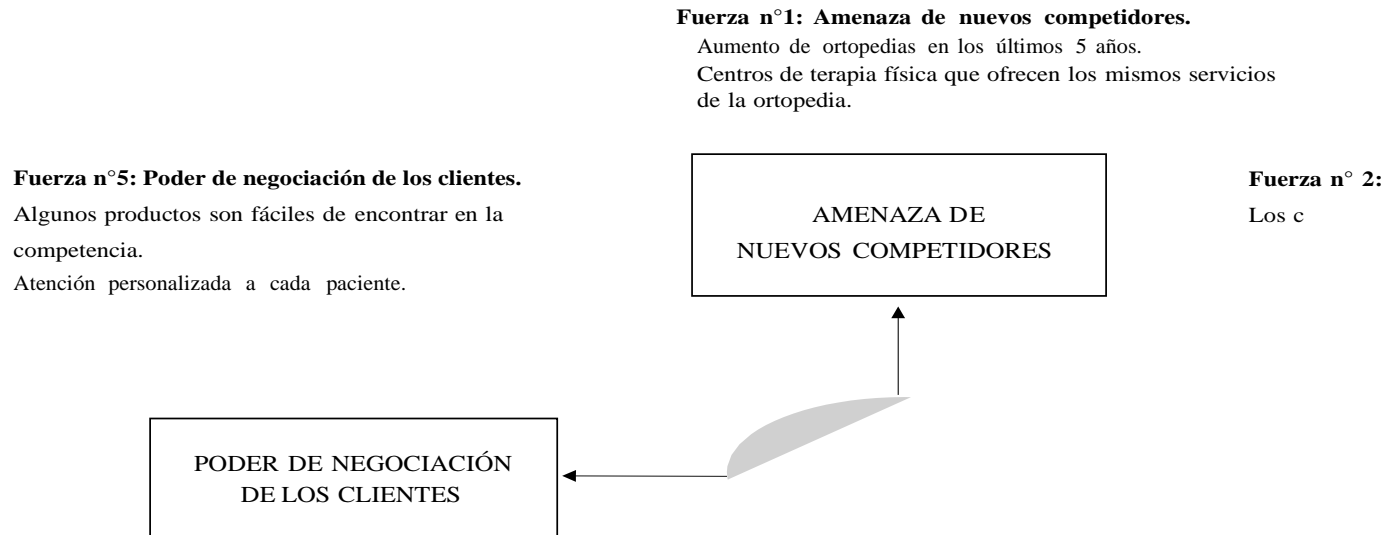 Fuerza n°1: Amenaza de nuevos competidores.
Aumento de ortopedias en los últimos 5 años.
Centros de terapia física que ofrecen los mismos servicios
de la ortopedia.
Fuerza n°5: Poder de negociación de los clientes.
Algunos productos son fáciles de encontrar en la
competencia.
Atención personalizada a cada paciente.
AMENAZA DE
NUEVOS COMPETIDORES
Fuerza n° 2:
Los c
PODER DE NEGOCIACIÓN
DE LOS CLIENTES